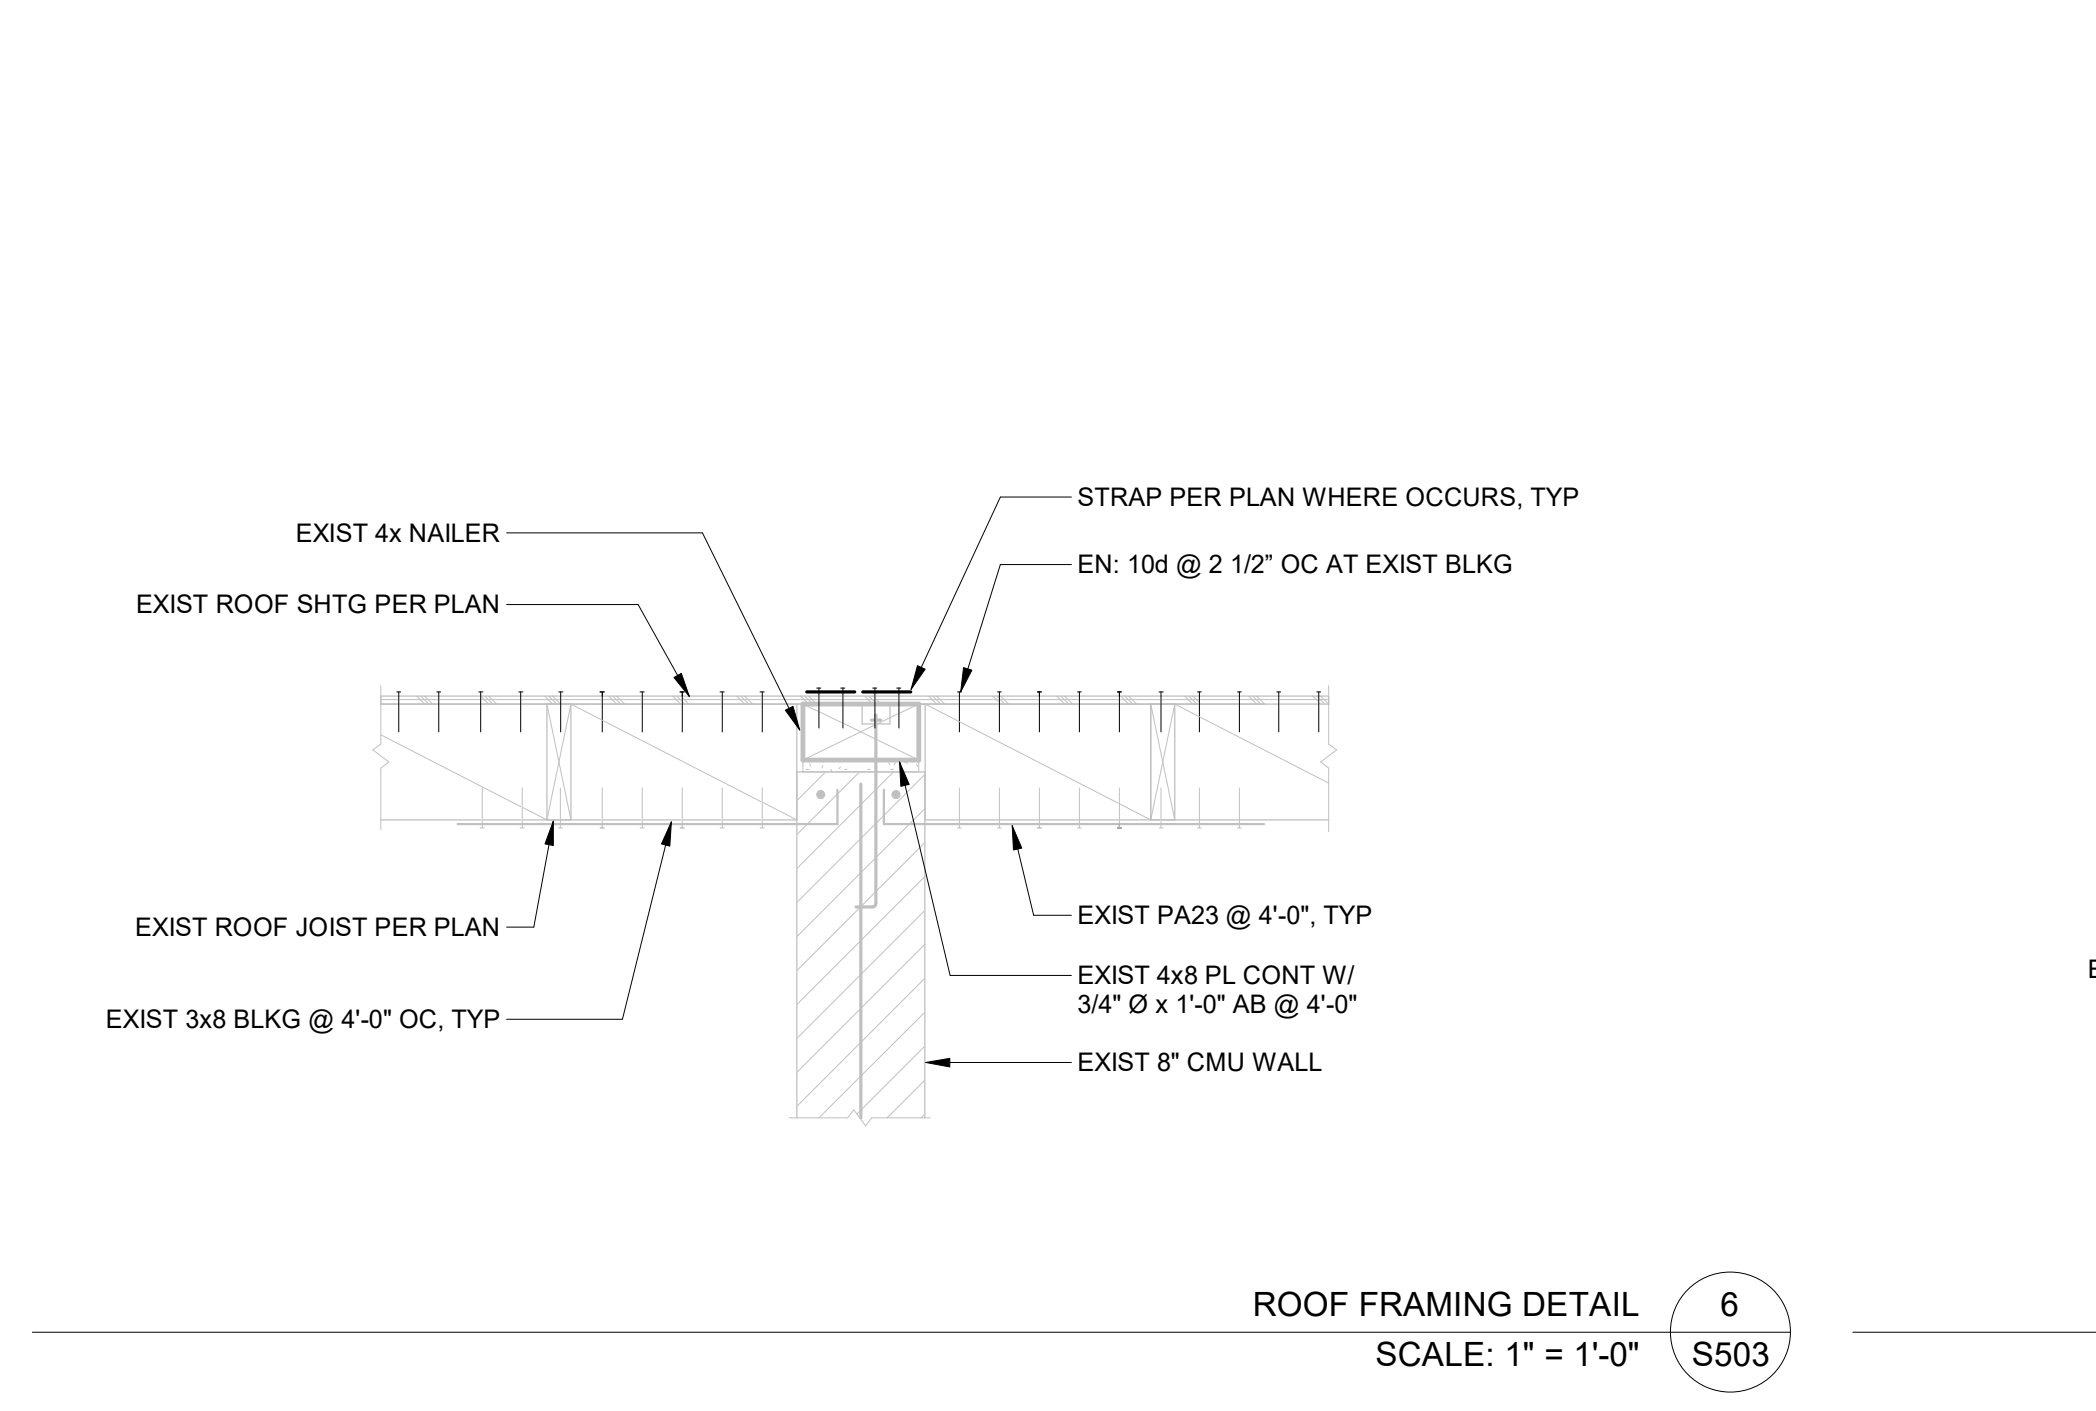 STRAP PER PLAN WHERE OCCURS, TYP
EXIST 4x NAILER
EN: 10d @ 2 1/2” OC AT EXIST BLKG
EXIST ROOF SHTG PER PLAN
EXIST ROOF JOIST PER PLAN
EXIST 3x8 BLKG @ 4'-0" OC, TYP
EXIST PA23 @ 4'-0", TYP
EXIST 4x8 PL CONT W/
3/4" Ø x 1'-0" AB @ 4'-0"
EXIST 8" CMU WALL
E
ROOF FRAMING DETAIL
6
SCALE: 1" = 1'-0"
S503